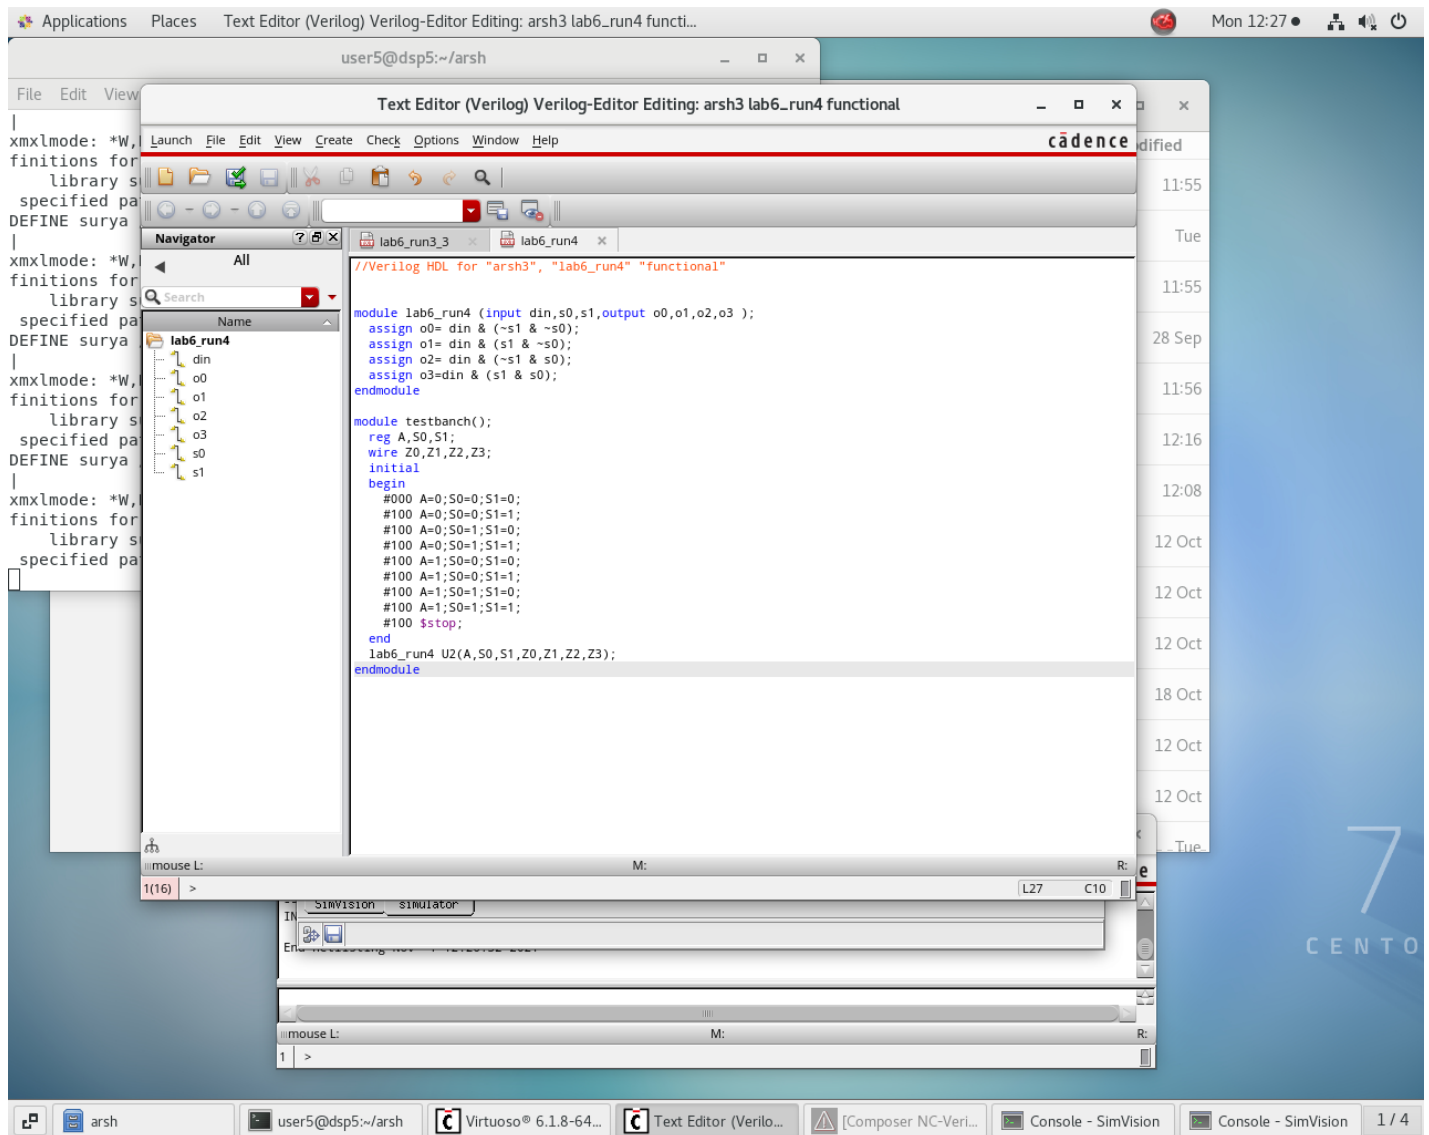 Applications Places Text Editor (Verilog) Verilog-Editor Editing: arsh3 lab6_run4 functi... Mon 12:27
user5@dsp5:~/arsh
File Edit View
Text Editor (Verilog) Verilog-Editor Editing: arsh3 lab6_run4 functional
Launch File Edit View Create Check Options Window Help
cādence
xmxlmode: *W,
finitions for
library s
specified pa
DEFINE surya
xmxlmode: *W,
finitions for
library s
specified pa
DEFINE surya
xmxlmode: *W,
finitions for
library s
specified pa
DEFINE surya
xmxlmode: *W,
finitions for
library s
specified pa
Navigator
All
Search
Name
lab6_run4
din
o0
o1
o2
o3
s0
s1
lab6_run3_3 lab6_run4
//Verilog HDL for "arsh3", "lab6_run4" "functional"
module lab6_run4 (input din,s0,s1,output o0,o1,o2,o3 );
assign o0= din & (~s1 & ~s0);
assign o1= din & (s1 & ~s0);
assign o2= din & (~s1 & s0);
assign o3=din & (s1 & s0);
endmodule
module testbanch();
reg A,S0,S1;
wire Z0,Z1,Z2,Z3;
initial
begin
#000 A=0;S0=0;S1=0;
#100 A=0;S0=0;S1=1;
#100 A=0;S0=1;S1=0;
#100 A=0;S0=1;S1=1;
#100 A=1;S0=0;S1=0;
#100 A=1;S0=0;S1=1;
#100 A=1;S0=1;S1=0;
#100 A=1;S0=1;S1=1;
#100 $stop;
end
lab6_run4 U2(A,S0,S1,Z0,Z1,Z2,Z3);
endmodule
dified
11:55
Tue
11:55
28 Sep
11:56
12:16
12:08
12 Oct
12 Oct
12 Oct
18 Oct
12 Oct
12 Oct
Tue
mouse L: M: R:
1(16) > L27 C10
SimVision simulator
IN
mouse L: M: R:
1 >
7
CENTO
arsh user5@dsp5:~/arsh Virtuoso® 6.1.8-64... Text Editor (Verilo... [Composer NC-Veri... Console - SimVision Console - SimVision 1 / 4